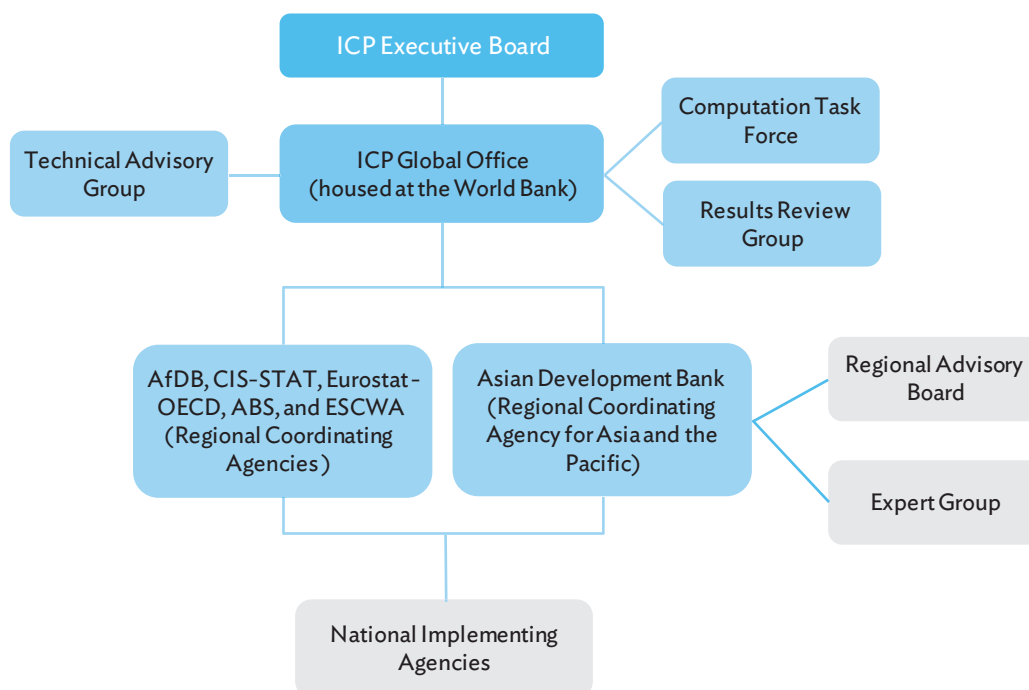 ICP Executive Board
Computation Task
Force
Technical Advisory
Group
ICP Global Office
(housed at the World Bank)
Results Review
Group
AfDB, CIS-STAT, Eurostat-
OECD, ABS, and ESCWA
(Regional Coordinating
Agencies)
Asian Development Bank
(Regional Coordinating
Agency for Asia and the
Pacific)
Regional Advisory
Board
Expert Group
National Implementing
Agencies